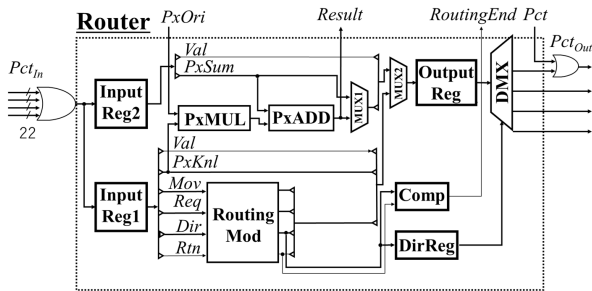 Router
PxOri
Result
RoutingEnd
Pct
Pct_Out
Pct_In
22
Val
PxSum
Input
Reg2
PxMUL
PxADD
MUX1
MUX2
Output
Reg
DMX
Val
PxKnl
Input
Reg1
Mov
Req
Dir
Rtn
Routing
Mod
Comp
DirReg